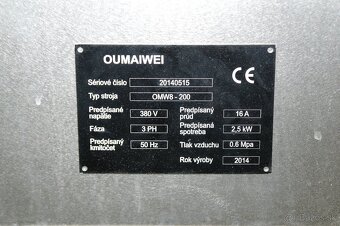 OUMAIWEI
CE
Sériové číslo 20140515
Typ stroja OMW8 - 200
Predpísané napätie 380 V Predpísaný prúd 16 A
Fáza 3 PH Predpísaná spotreba 2,5 kW
Predpísaný kmitočet 50 Hz Tlak vzduchu 0.6 Mpa
Rok výroby 2014